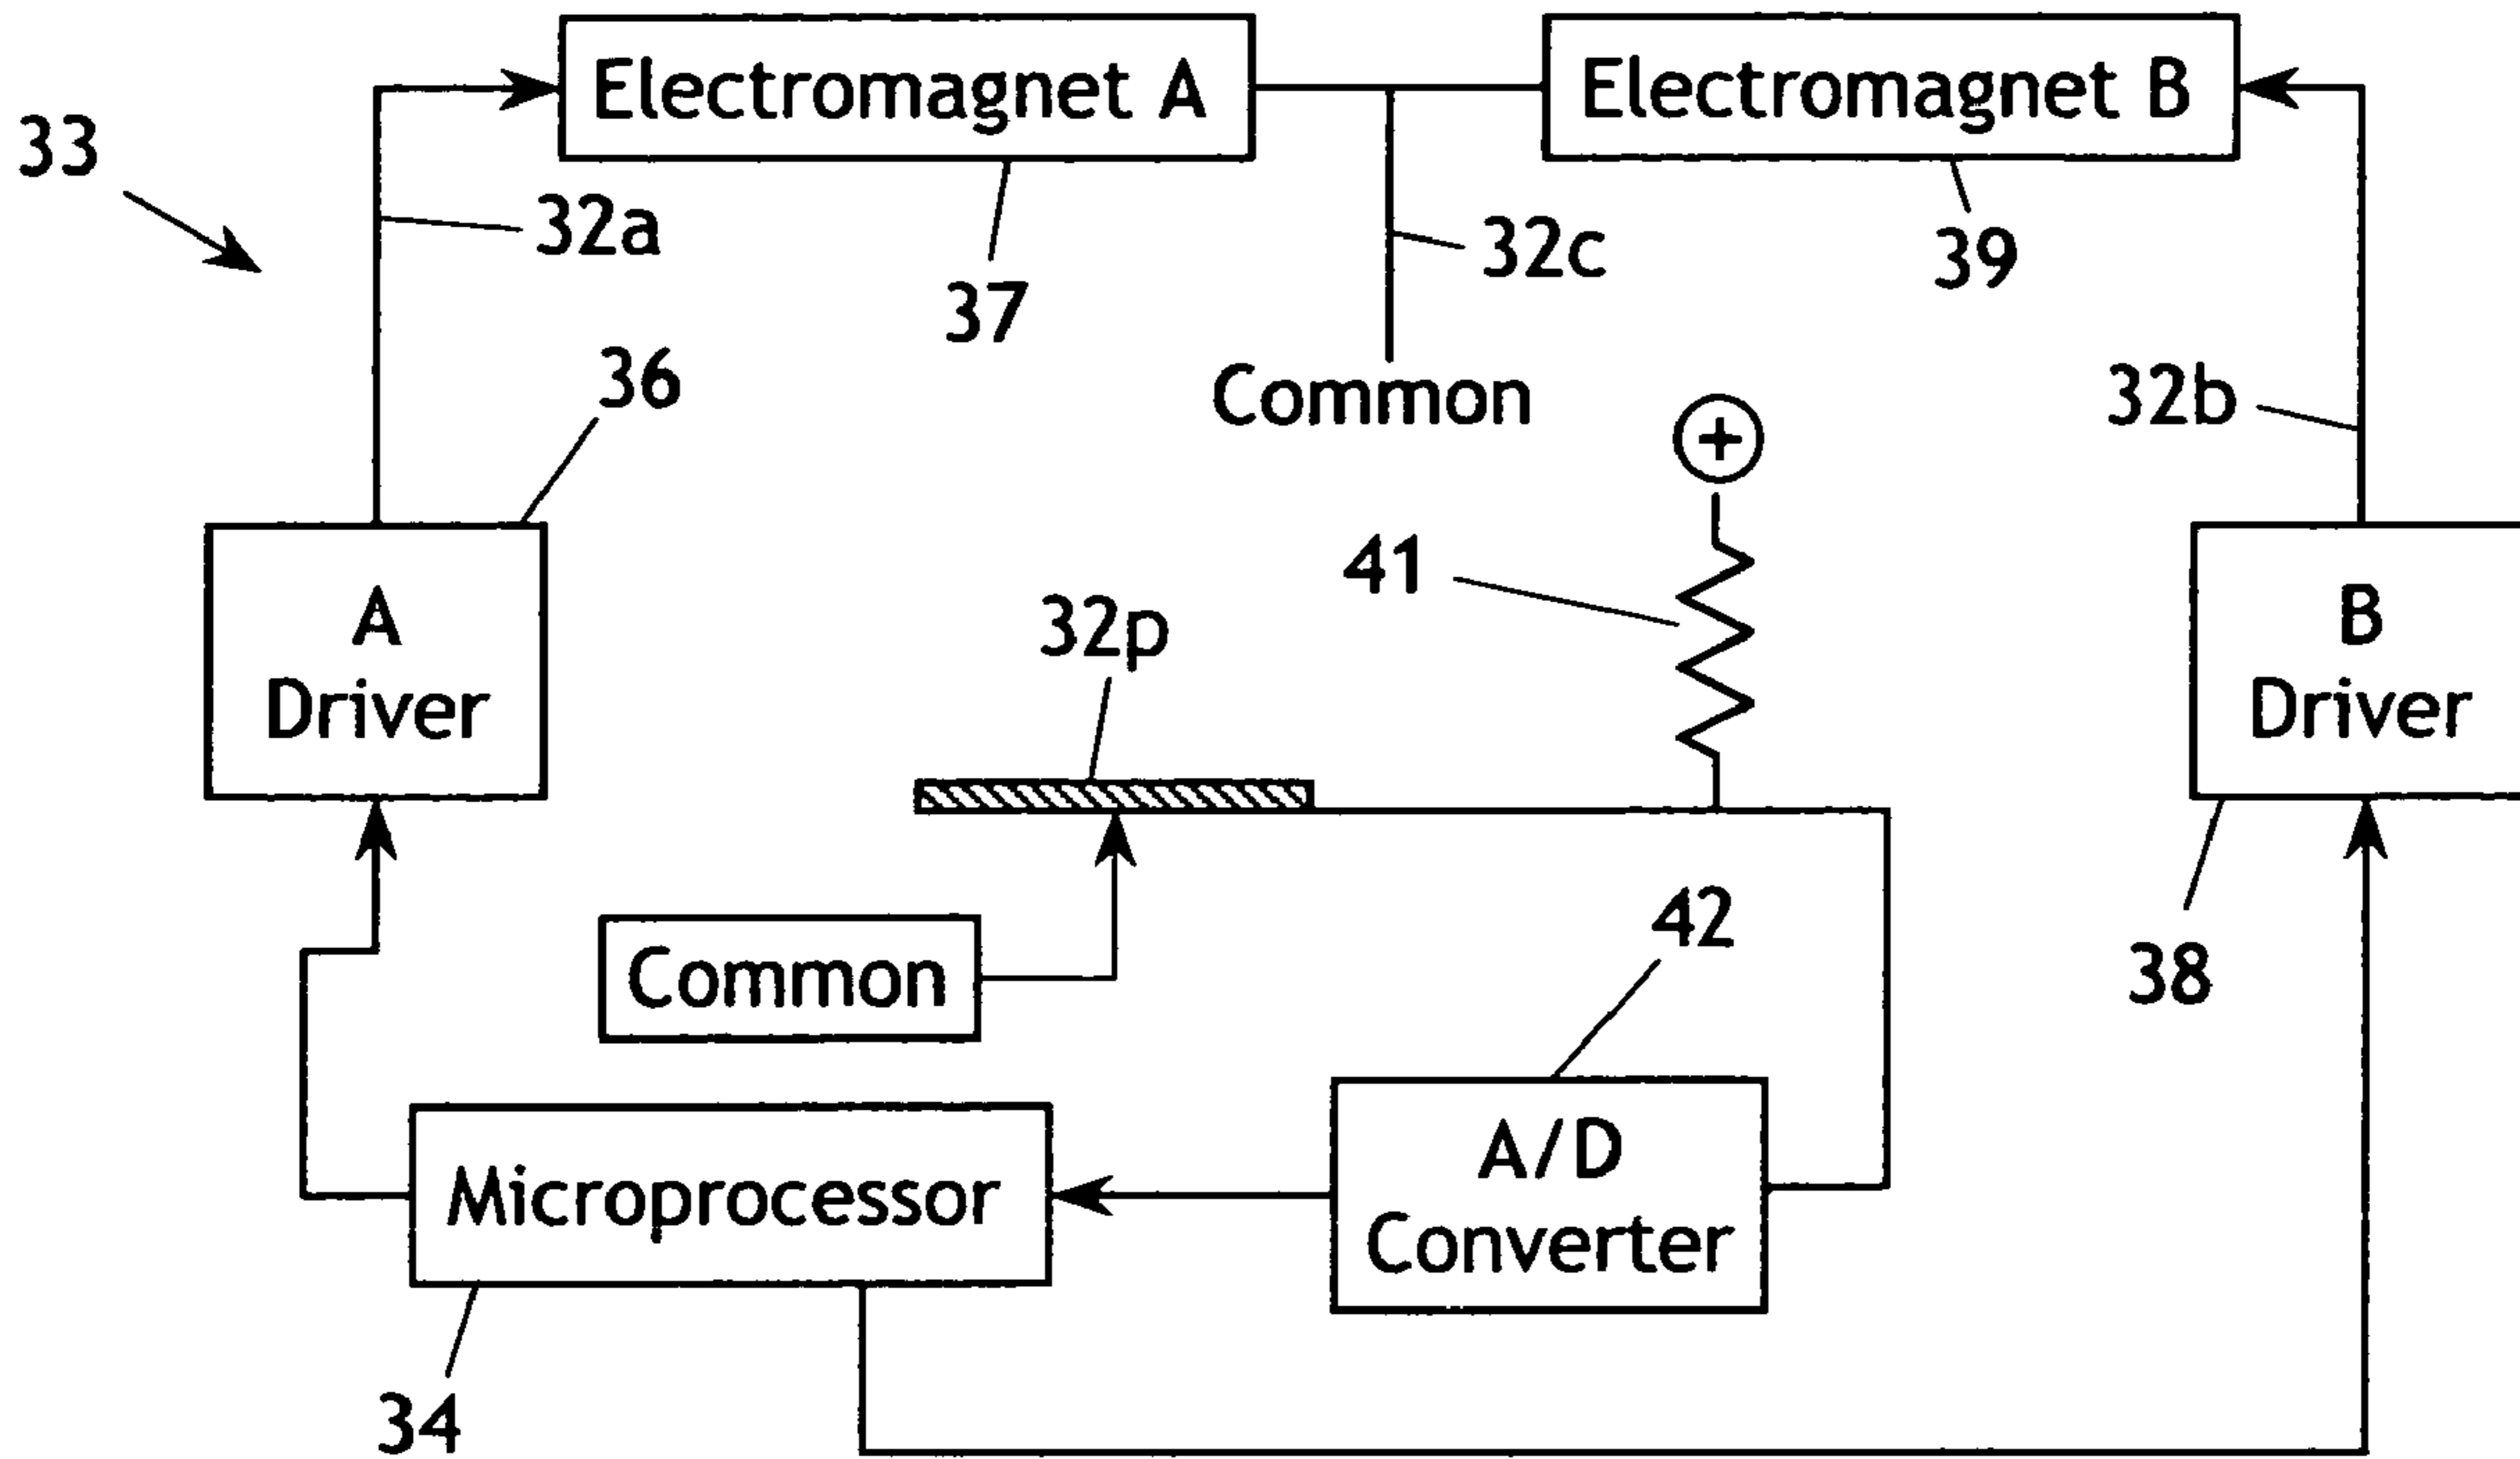 Electromagnet A
Electromagnet B
33
32a
32c
39
37
36
Common
32b
+
41
A
Driver
32p
B
Driver
42
Common
38
A/D
Converter
Microprocessor
34